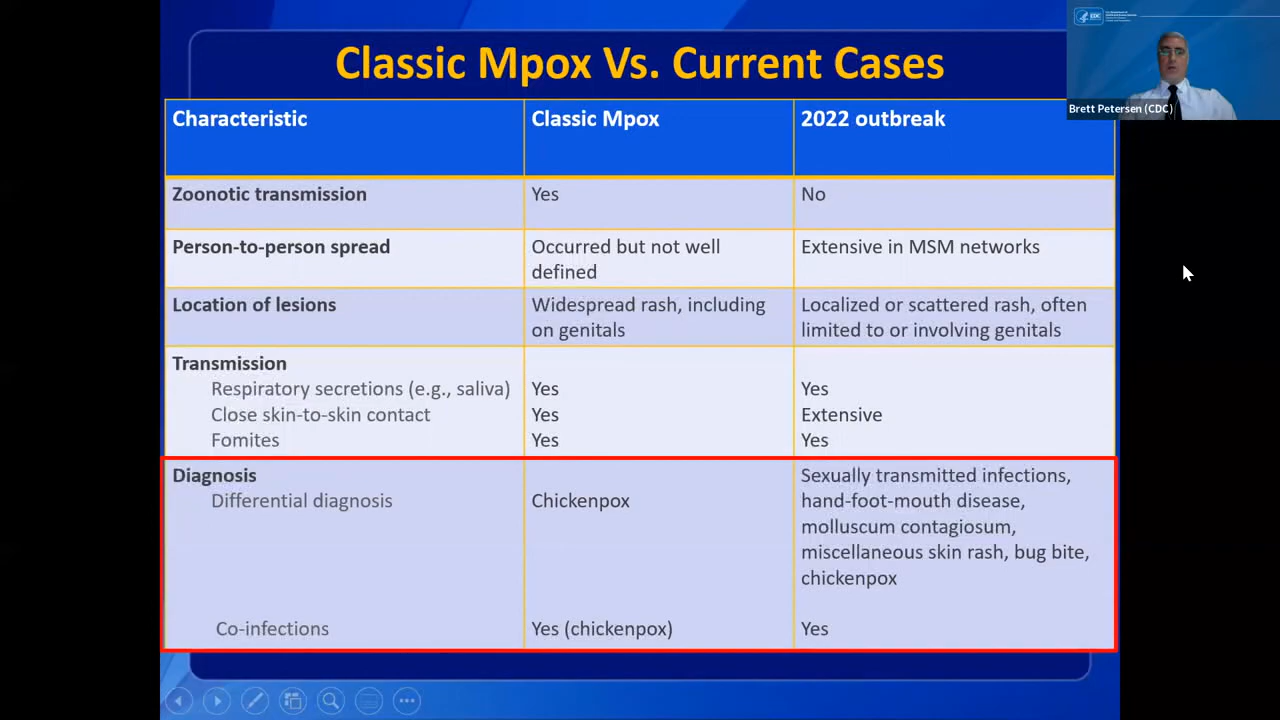 Classic Mpox Vs. Current Cases
CDC
Brett Petersen (CDC)
Characteristic
Classic Mpox
2022 outbreak
Zoonotic transmission
Yes
No
Person-to-person spread
Occurred but not well
defined
Extensive in MSM networks
Location of lesions
Widespread rash, including
on genitals
Localized or scattered rash, often
limited to or involving genitals
Transmission
Respiratory secretions (e.g., saliva)
Yes
Yes
Close skin-to-skin contact
Yes
Extensive
Fomites
Yes
Yes
Diagnosis
Differential diagnosis
Chickenpox
Sexually transmitted infections,
hand-foot-mouth disease,
molluscum contagiosum,
miscellaneous skin rash, bug bite,
chickenpox
Co-infections
Yes (chickenpox)
Yes